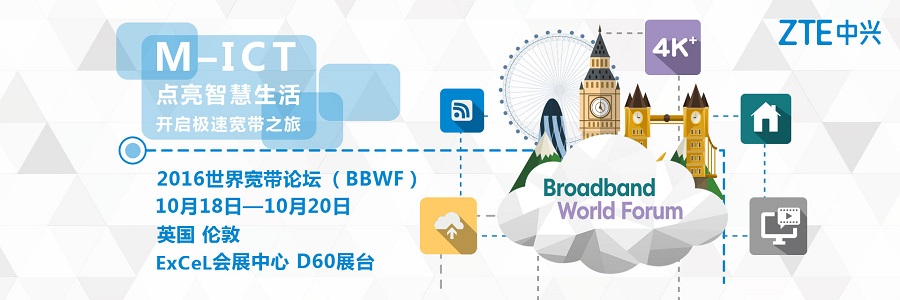 M-ICT
点亮智慧生活
开启极速宽带之旅
2016世界宽带论坛（BBWF）
10月18日—10月20日
英国 伦敦
ExCeL会展中心 D60展台
4K+
Broadband
World Forum
ZTE中兴